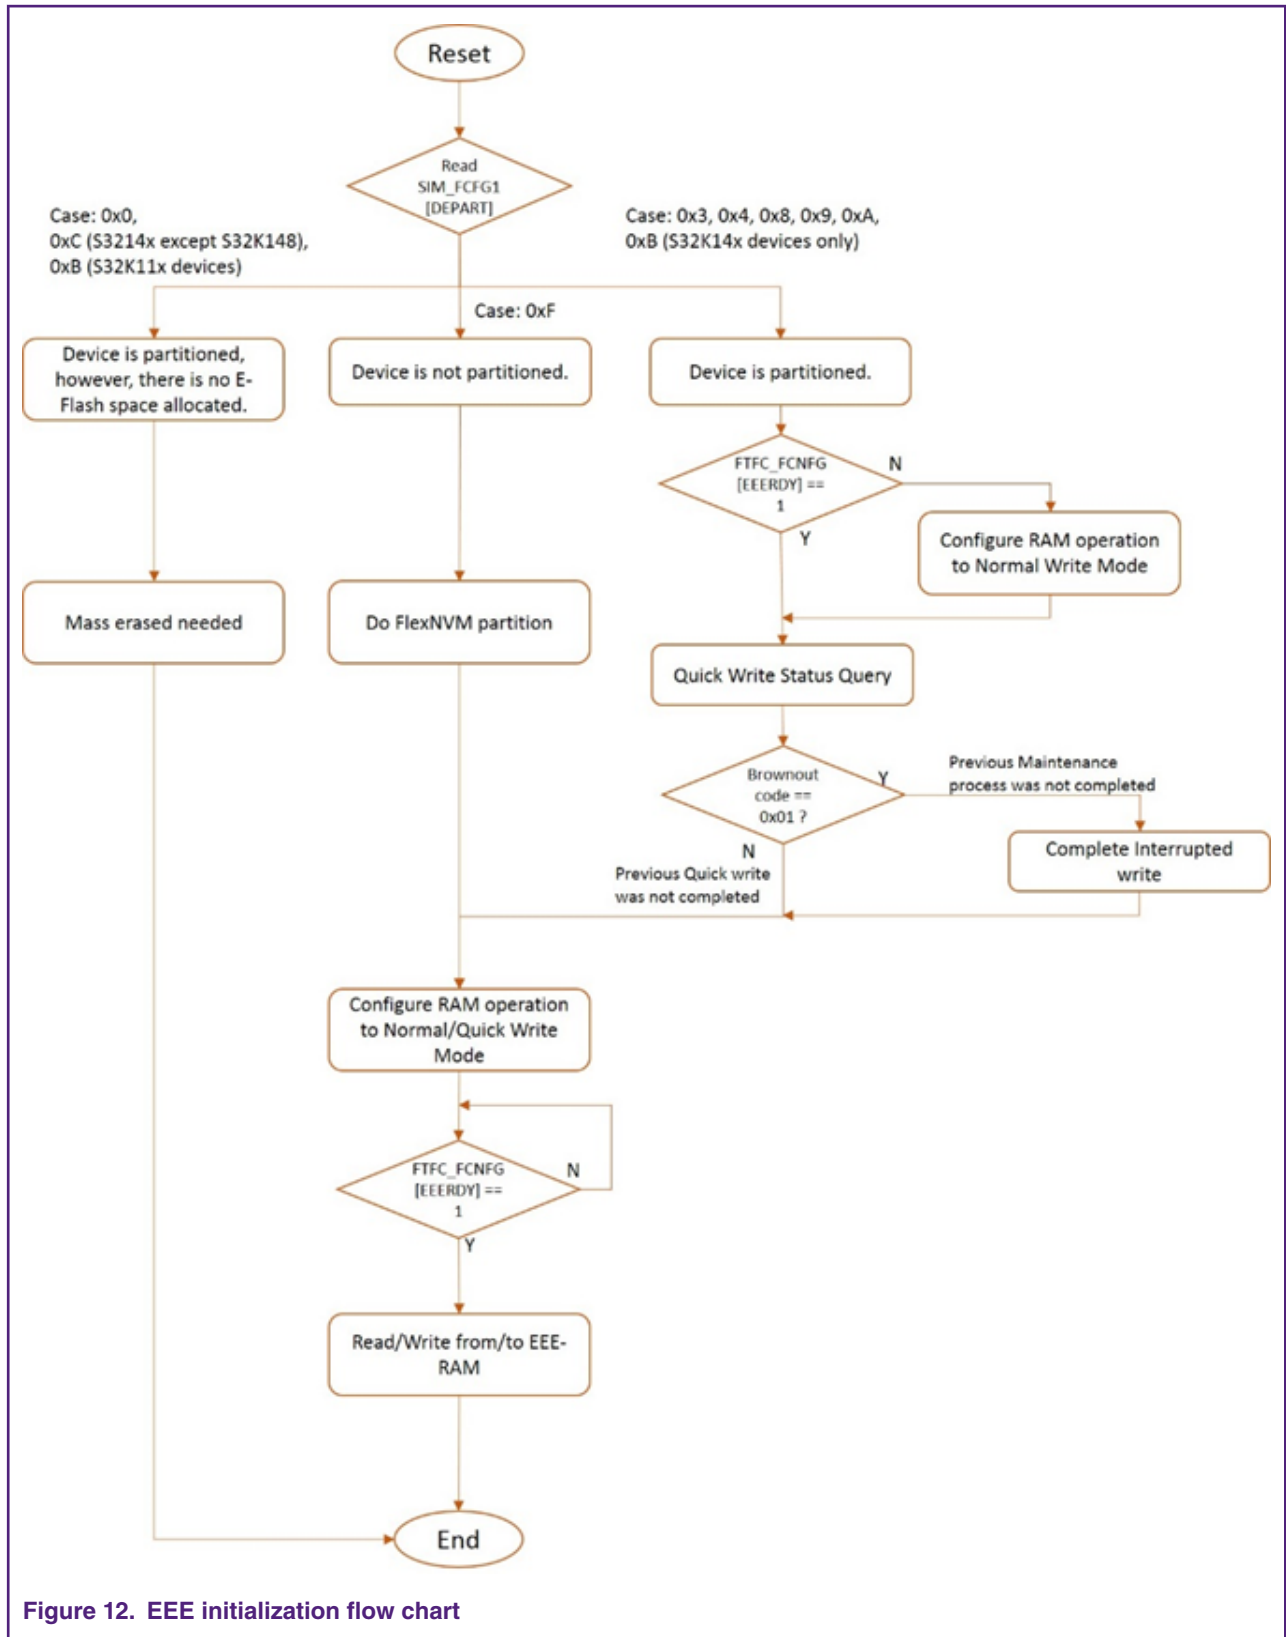 Reset
Read
SIM_FCFG1
[DEPART]
Case: 0x0,
0xC (S3214x except S32K148),
0xB (S32K11x devices)
Case: 0x3, 0x4, 0x8, 0x9, 0xA,
0xB (S32K14x devices only)
Case: 0xF
Device is partitioned,
however, there is no E-
Flash space allocated.
Device is not partitioned.
Device is partitioned.
FTFC_FCNFG
[EEERDY] ==
1
N
Y
Configure RAM operation
to Normal Write Mode
Mass erased needed
Do FlexNVM partition
Quick Write Status Query
Brownout
code ==
0x01 ?
Y
Previous Maintenance
process was not completed
N
Previous Quick write
was not completed
Complete Interrupted
write
Configure RAM operation
to Normal/Quick Write
Mode
FTFC_FCNFG
[EEERDY] ==
1
N
Y
Read/Write from/to EEE-
RAM
End
Figure 12. EEE initialization flow chart